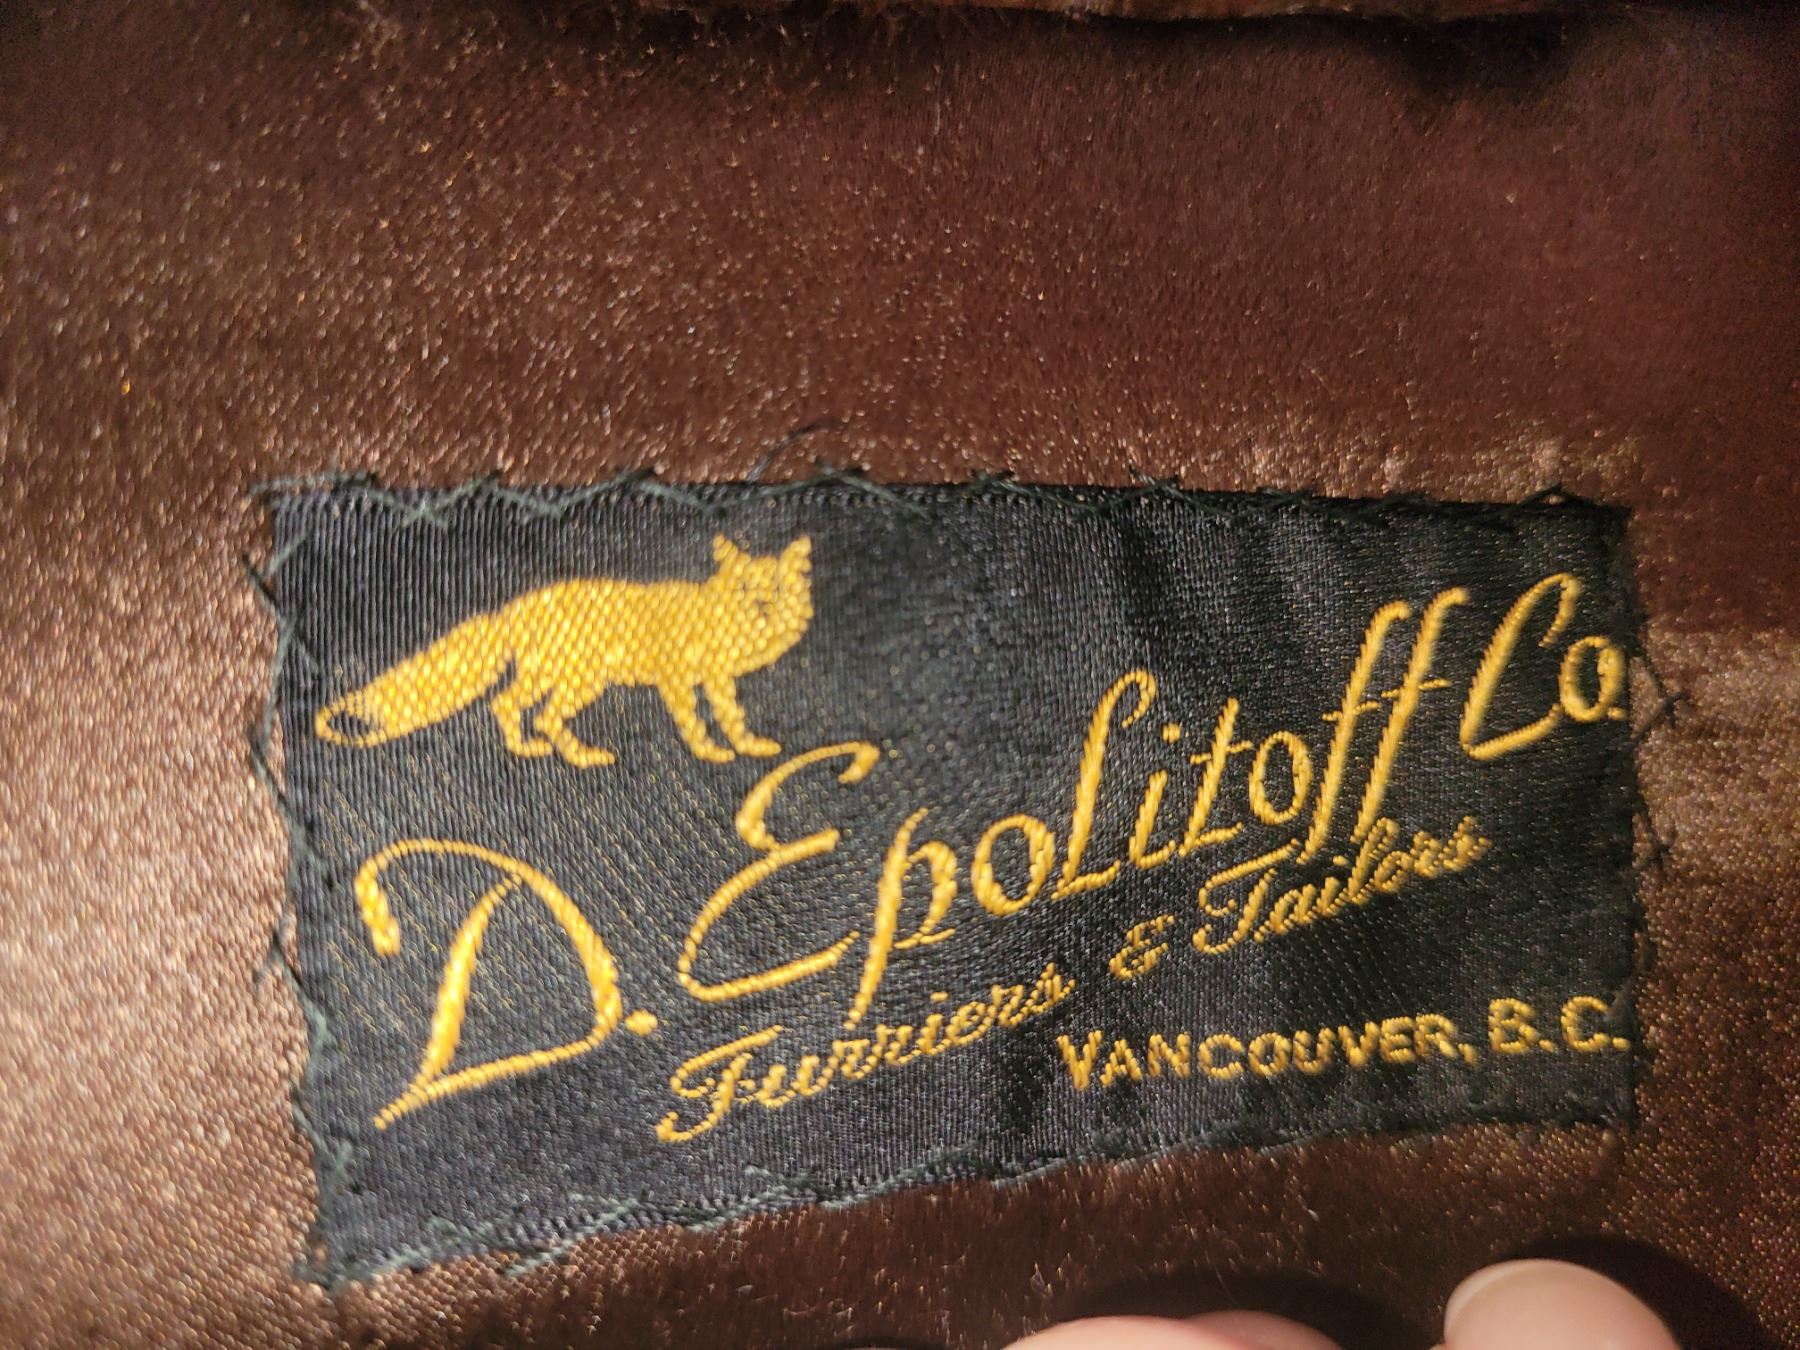 D. Epolitoff Co.
Furriers & Tailors
VANCOUVER, B.C.